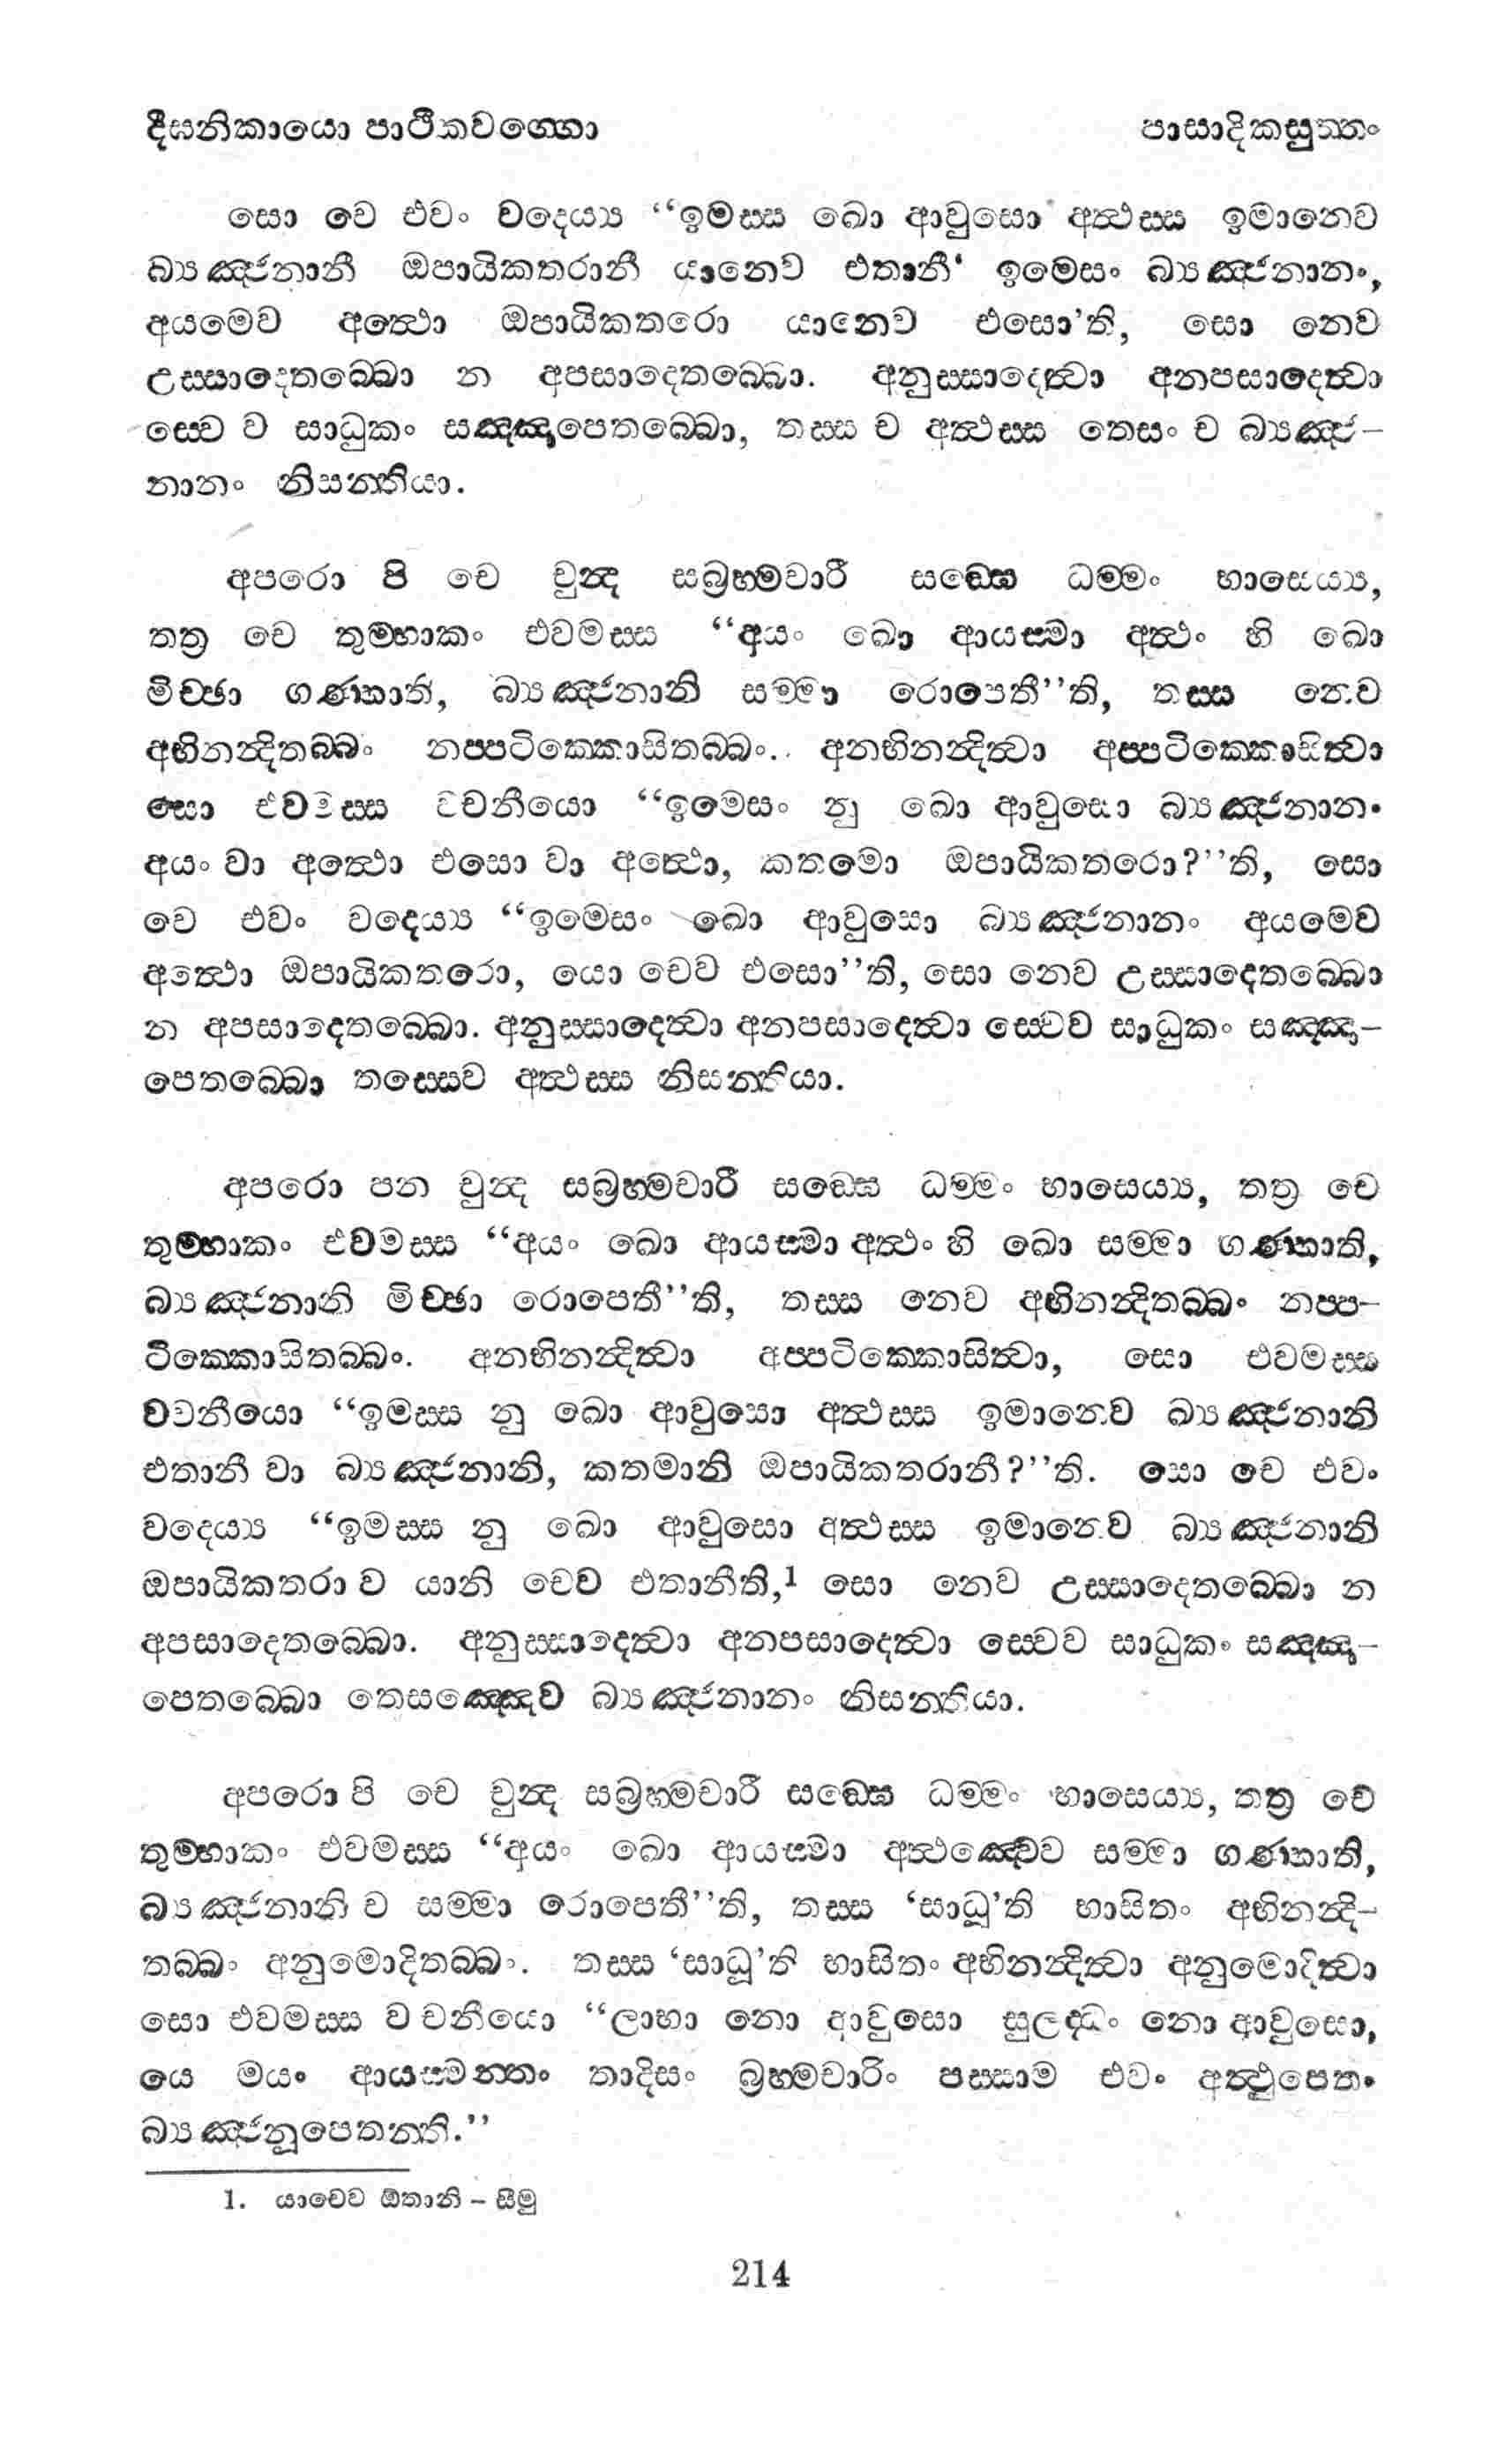 දීඝනිකායො පාථිකවග්ගො පාසාදිකසුත්තං
සො චෙ එවං වදෙය්‍ය “ඉමස්ස ඛො ආවුසො අත්ථස්ස ඉමානෙව
බ්‍යඤ්ජනානී ඔපායිකතරානී යානෙව එතානී‘ ඉමෙසං බ්‍යඤ්ජනානං,
අයමෙව අත්ථො ඔපායිකතරො යානෙව එසො’ති, සො නෙව
උස්සාදෙතබ්බො න අපසාදෙතබ්බො. අනුස්සාදෙත්වා අනපසාදෙත්වා
ස්වෙව ව සාධුකං සඤ්ඤපෙතබ්බො, තස්ස ච අත්ථස්ස තෙසං ච බ්‍යඤ්ජ-
නානං නිසන්තියා.
අපරො පි චෙ චුන්ද සබ්‍රහ්මචාරී සඞ්ඝෙ ධම්මං භාසෙය්‍ය,
තත්‍ර චෙ තුම්හාකං එවමස්ස “අයං ඛො ආයස්මා අත්ථං හි ඛො
මිච්ඡා ගණ්හාති, බ්‍යඤ්ජනානි සම්මා රොපෙතී”ති, තස්ස නෙව
අභිනන්දිතබ්බං නප්පටික්කොසිතබ්බං.. අනභිනන්දිත්වා අප්පටික්කොසිත්වා
සො එවමස්ස වචනීයො “ඉමෙසං නු ඛො ආවුසො බ්‍යඤ්ජනානං
අයං වා අත්ථො එසො වා අත්ථො, කතමො ඔපායිකතරො?”ති, සො
චෙ එවං වදෙය්‍ය “ඉමෙසං ඛො ආවුසො බ්‍යඤ්ජනානං අයමෙව
අත්ථො ඔපායිකතරො, යො චෙව එසො”ති, සො නෙව උස්සාදෙතබ්බො
න අපසාදෙතබ්බො. අනුස්සාදෙත්වා අනපසාදෙත්වා ස්වෙව සාධුකං සඤ්ඤ-
පෙතබ්බො තස්සෙව අත්ථස්ස නිසන්තියා.
අපරො පන චුන්ද සබ්‍රහ්මචාරී සඞ්ඝෙ ධම්මං භාසෙය්‍ය, තත්‍ර චෙ
තුම්හාකං එවමස්ස “අයං ඛො ආයස්මා අත්ථං හි ඛො සම්මා ගණ්හාති,
බ්‍යඤ්ජනානි මිච්ඡා රොපෙතී”ති, තස්ස නෙව අභිනන්දිතබ්බං නප්ප-
ටික්කොසිතබ්බං. අනභිනන්දිත්වා අප්පටික්කොසිත්වා, සො එවමස්ස
වචනීයො “ඉමස්ස නු ඛො ආවුසො අත්ථස්ස ඉමානෙව බ්‍යඤ්ජනානි
එතානී වා බ්‍යඤ්ජනානි, කතමානි ඔපායිකතරානී?”ති. සො චෙ එවං
වදෙය්‍ය “ඉමස්ස නු ඛො ආවුසො අත්ථස්ස ඉමානෙව බ්‍යඤ්ජනානි
ඔපායිකතරා ව යානි චෙව එතානීති,¹ සො නෙව උස්සාදෙතබ්බො න
අපසාදෙතබ්බො. අනුස්සාදෙත්වා අනපසාදෙත්වා ස්වෙව සාධුකං සඤ්ඤ-
පෙතබ්බො තෙසඤ්ඤෙව බ්‍යඤ්ජනානං නිසන්තියා.
අපරො පි චෙ චුන්ද සබ්‍රහ්මචාරී සඞ්ඝෙ ධම්මං භාසෙය්‍ය, තත්‍ර චෙ
තුම්හාකං එවමස්ස “අයං ඛො ආයස්මා අත්ථඤ්චෙව සම්මා ගණ්හාති,
බ්‍යඤ්ජනානි ච සම්මා රොපෙතී”ති, තස්ස ‘සාධූ’ති භාසිතං අභිනන්දි-
තබ්බං අනුමොදිතබ්බං. තස්ස ‘සාධූ’ති භාසිතං අභිනන්දිත්වා අනුමොදිත්වා
සො එවමස්ස වචනීයො “ලාභා නො ආවුසො සුලද්ධං නො ආවුසො,
යෙ මයං ආයස්මන්තං තාදිසං බ්‍රහ්මචාරිං පස්සාම එවං අත්ථුපෙතං
බ්‍යඤ්ජනූපෙතන්ති.”
1. යාචෙව ඕතානි – සීමු
214